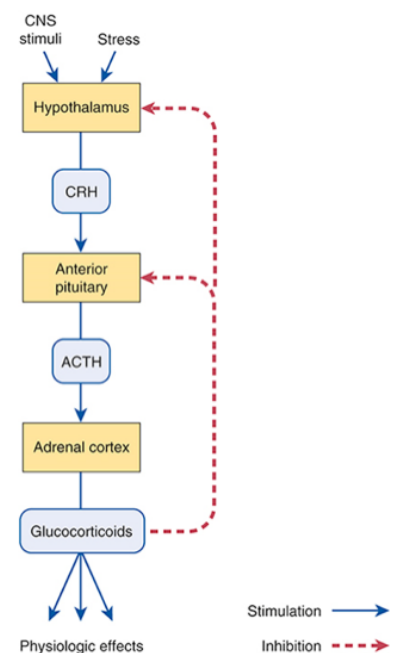 CNS
stimuli
Stress
Hypothalamus
CRH
Anterior
pituitary
ACTH
Adrenal cortex
Glucocorticoids
Physiologic effects
Stimulation
Inhibition